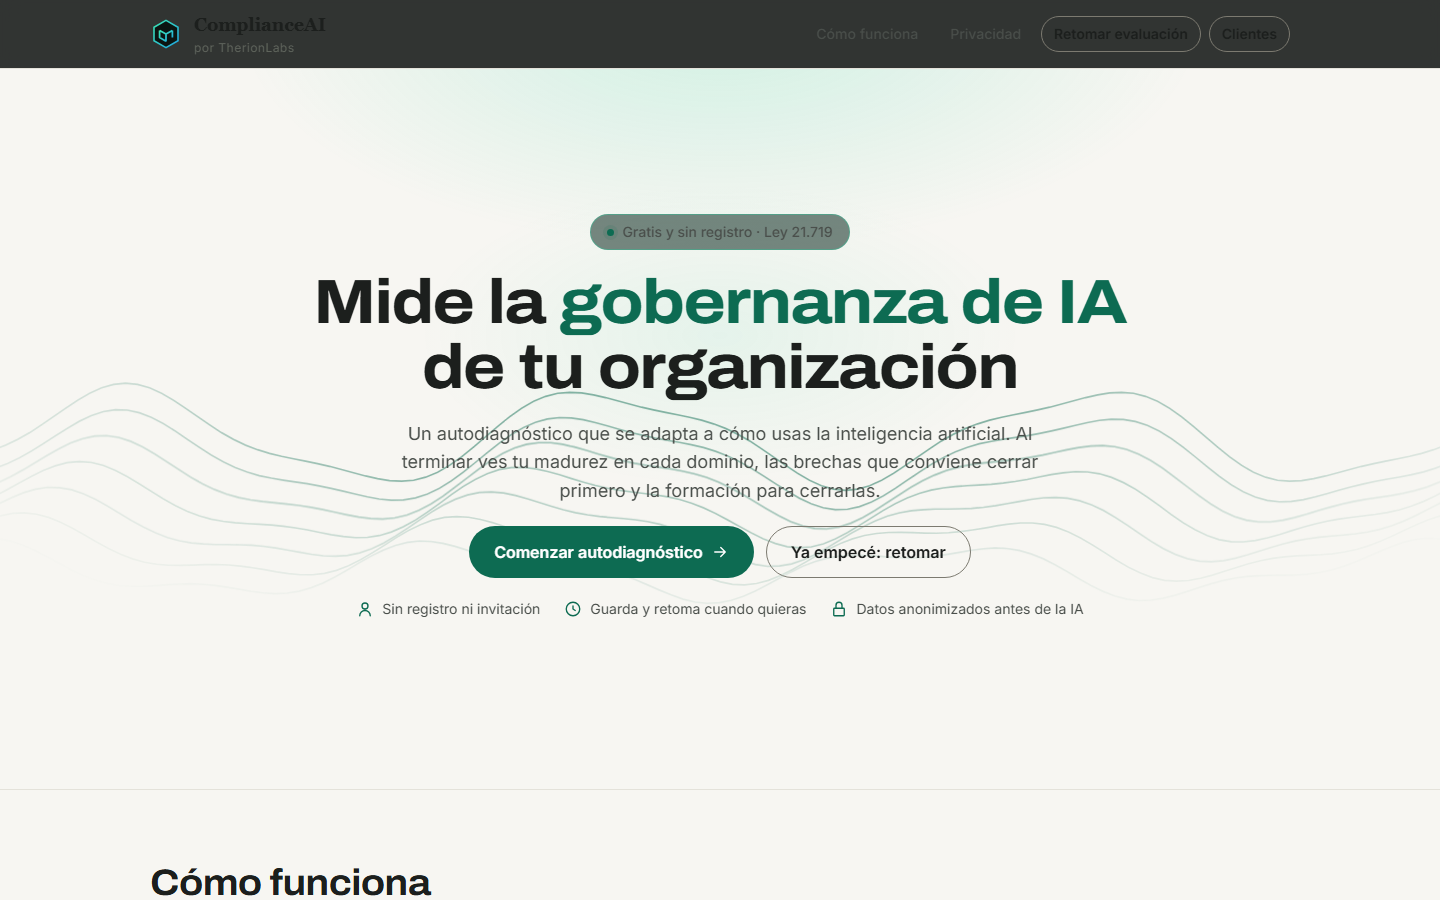 ComplianceAI
por TherionLabs
Cómo funciona
Privacidad
Retomar evaluación
Clientes
Gratis y sin registro · Ley 21.719
Mide la gobernanza de IA
de tu organización
Un autodiagnóstico que se adapta a cómo usas la inteligencia artificial. Al
terminar ves tu madurez en cada dominio, las brechas que conviene cerrar
primero y la formación para cerrarlas.
Comenzar autodiagnóstico →
Ya empecé: retomar
Sin registro ni invitación
Guarda y retoma cuando quieras
Datos anonimizados antes de la IA
Cómo funciona